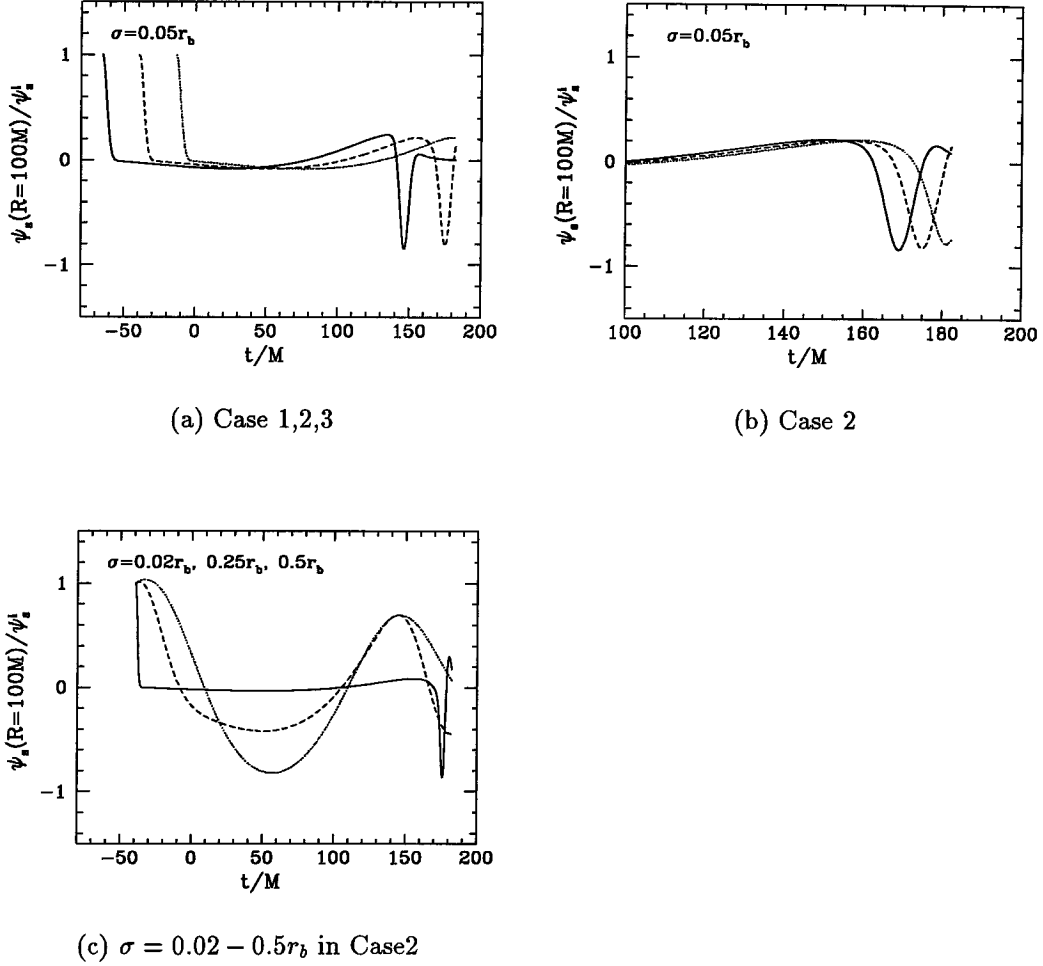 σ=0.05r_b
ψ_s(R=100M)/ψ_s^i
1
0
−1
−50
0
50
100
150
200
t/M
(a) Case 1,2,3
σ=0.05r_b
ψ_s(R=100M)/ψ_s^i
1
0
−1
100
120
140
160
180
200
t/M
(b) Case 2
σ=0.02r_b, 0.25r_b, 0.5r_b
ψ_s(R=100M)/ψ_s^i
1
0
−1
−50
0
50
100
150
200
t/M
(c) σ = 0.02 − 0.5r_b in Case2